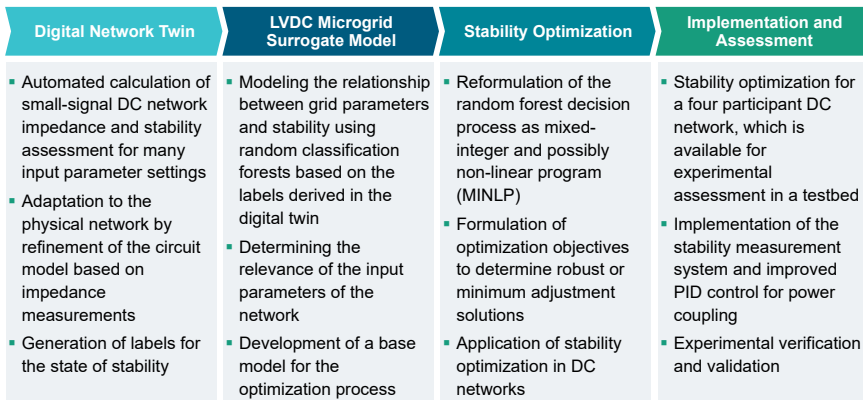 Digital Network Twin
▪ Automated calculation of
small-signal DC network
impedance and stability
assessment for many
input parameter settings
▪ Adaptation to the
physical network by
refinement of the circuit
model based on
impedance
measurements
▪ Generation of labels for
the state of stability
LVDC Microgrid
Surrogate Model
▪ Modeling the relationship
between grid parameters
and stability using
random classification
forests based on the
labels derived in the
digital twin
▪ Determining the
relevance of the input
parameters of the
network
▪ Development of a base
model for the
optimization process
Stability Optimization
▪ Reformulation of the
random forest decision
process as mixed-
integer and possibly
non-linear program
(MINLP)
▪ Formulation of
optimization objectives
to determine robust or
minimum adjustment
solutions
▪ Application of stability
optimization in DC
networks
Implementation and
Assessment
▪ Stability optimization for
a four participant DC
network, which is
available for
experimental
assessment in a testbed
▪ Implementation of the
stability measurement
system and improved
PID control for power
coupling
▪ Experimental verification
and validation